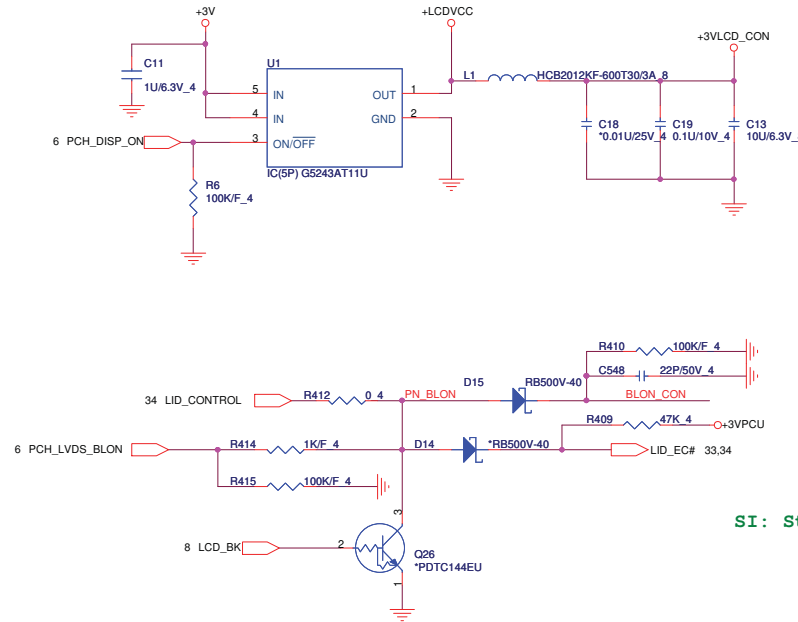 +3V
+LCDVCC
+3VLCD_CON
C11
1U/6.3V_4
U1
5 IN
4 IN
3 ON/OFF
OUT 1
GND 2
IC(5P) G5243AT11U
L1 HCB2012KF-600T30/3A_8
C18
*0.01U/25V_4
C19
0.1U/10V_4
C13
10U/6.3V_
6 PCH_DISP_ON
R6
100K/F_4
R410 100K/F_4
C548 22P/50V_4
D15 RB500V-40
PN_BLON
BLON_CON
34 LID_CONTROL
R412 0_4
R409 47K_4
+3VPCU
6 PCH_LVDS_BLON
R414 1K/F_4
D14 *RB500V-40
LID_EC# 33,34
R415 100K/F_4
SI: St
8 LCD_BK
2
3
1
Q26
*PDTC144EU